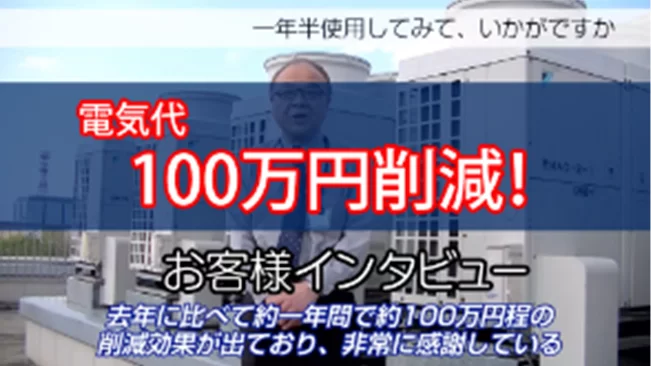 一年半使用してみて、いかがですか
電気代
100万円削減!
お客様インタビュー
去年に比べて約一年間で約100万円程の
削減効果が出ており、非常に感謝している